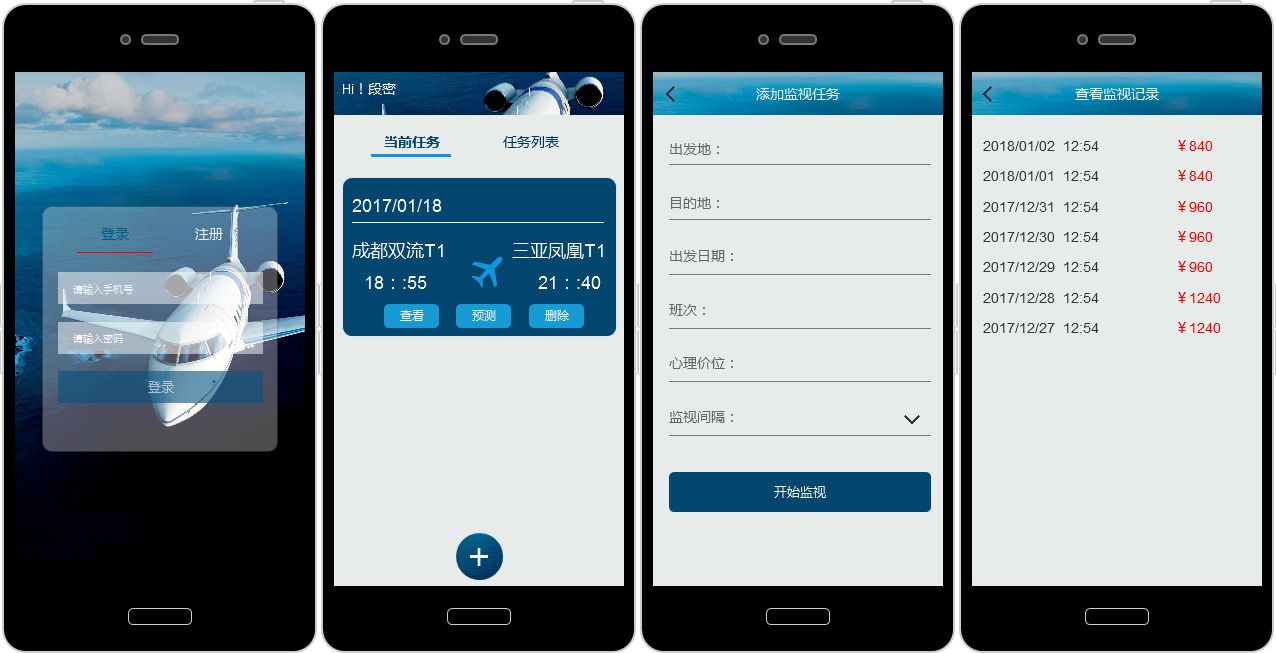 登录 注册
请输入手机号
请输入密码
登录
Hi！段密
当前任务 任务列表
2017/01/18
成都双流T1 三亚凤凰T1
18：:55 21：:40
查看 预测 删除
添加监视任务
出发地：
目的地：
出发日期：
班次：
心理价位：
监视间隔：
开始监视
查看监视记录
2018/01/02 12:54 ￥840
2018/01/01 12:54 ￥840
2017/12/31 12:54 ￥960
2017/12/30 12:54 ￥960
2017/12/29 12:54 ￥960
2017/12/28 12:54 ￥1240
2017/12/27 12:54 ￥1240